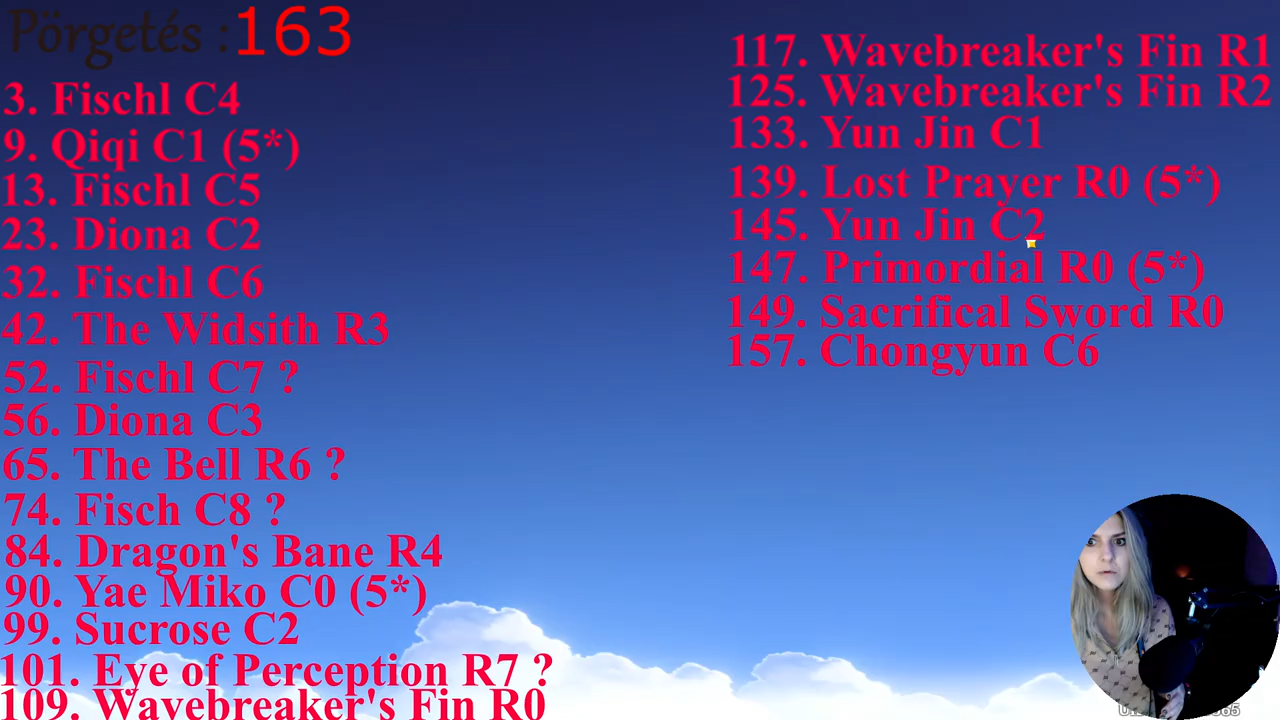 Pörgetés :163
3. Fischl C4
9. Qiqi C1 (5*)
13. Fischl C5
23. Diona C2
32. Fischl C6
42. The Widsith R3
52. Fischl C7 ?
56. Diona C3
65. The Bell R6 ?
74. Fisch C8 ?
84. Dragon's Bane R4
90. Yae Miko C0 (5*)
99. Sucrose C2
101. Eye of Perception R7 ?
109. Wavebreaker's Fin R0
117. Wavebreaker's Fin R1
125. Wavebreaker's Fin R2
133. Yun Jin C1
139. Lost Prayer R0 (5*)
145. Yun Jin C2
147. Primordial R0 (5*)
149. Sacrifical Sword R0
157. Chongyun C6